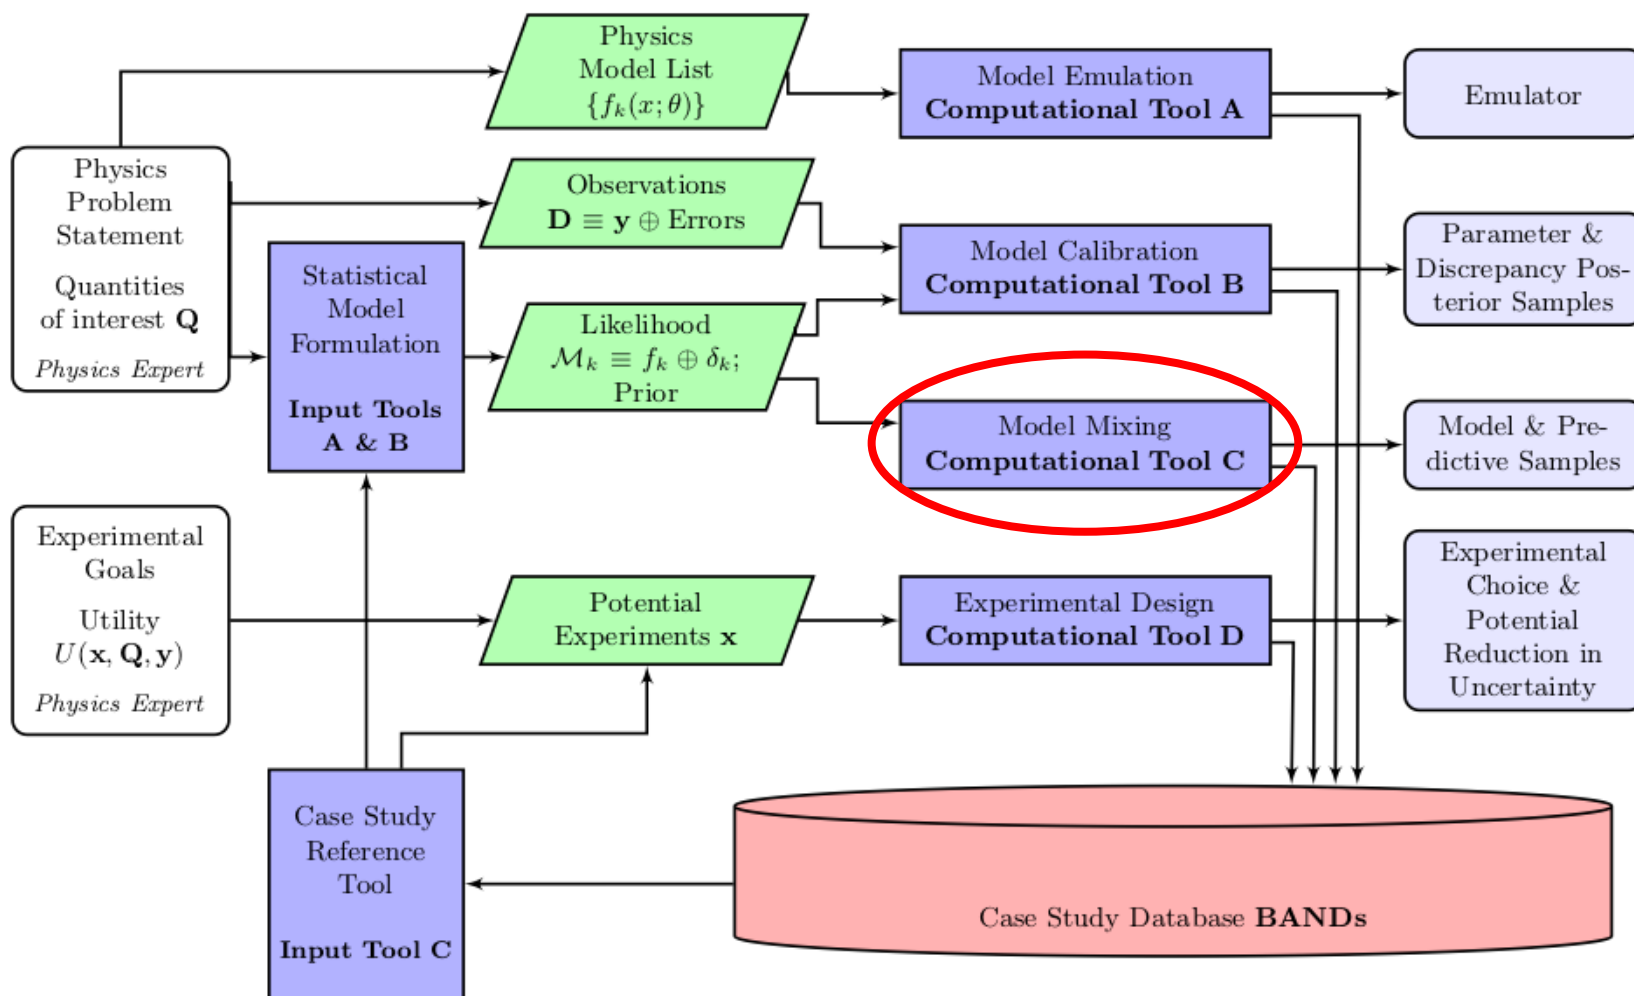 Physics
Model List
{f_k(x; θ)}
Model Emulation
Computational Tool A
Emulator
Physics
Problem
Statement
Quantities
of interest Q
Physics Expert
Observations
D ≡ y ⊕ Errors
Statistical
Model
Formulation
Input Tools
A & B
Likelihood
ℳ_k ≡ f_k ⊕ δ_k;
Prior
Model Calibration
Computational Tool B
Parameter &
Discrepancy Pos-
terior Samples
Model Mixing
Computational Tool C
Model & Pre-
dictive Samples
Experimental
Goals
Utility
U(x, Q, y)
Physics Expert
Potential
Experiments x
Experimental Design
Computational Tool D
Experimental
Choice &
Potential
Reduction in
Uncertainty
Case Study
Reference
Tool
Input Tool C
Case Study Database BANDs